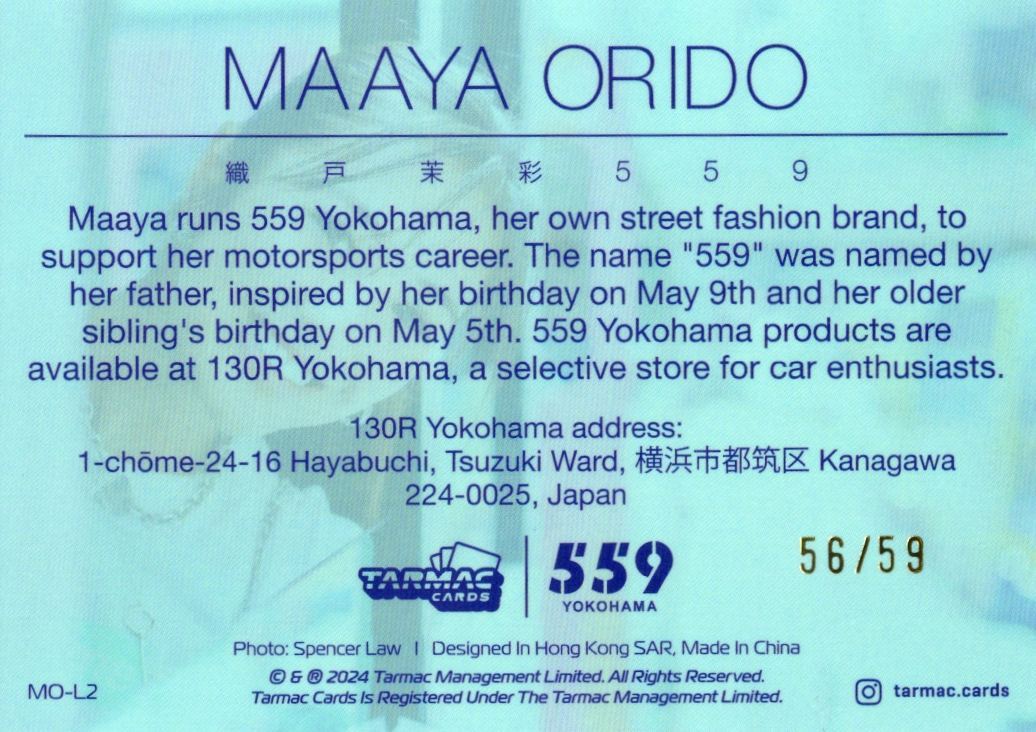 MAAYA ORIDO
織戸茉彩559
Maaya runs 559 Yokohama, her own street fashion brand, to
support her motorsports career. The name "559" was named by
her father, inspired by her birthday on May 9th and her older
sibling's birthday on May 5th. 559 Yokohama products are
available at 130R Yokohama, a selective store for car enthusiasts.
130R Yokohama address:
1-chōme-24-16 Hayabuchi, Tsuzuki Ward, 横浜市都筑区 Kanagawa
224-0025, Japan
TARMAC
CARDS
559
YOKOHAMA
56/59
Photo: Spencer Law | Designed In Hong Kong SAR, Made In China
© & ® 2024 Tarmac Management Limited. All Rights Reserved.
Tarmac Cards Is Registered Under The Tarmac Management Limited.
MO-L2
tarmac.cards